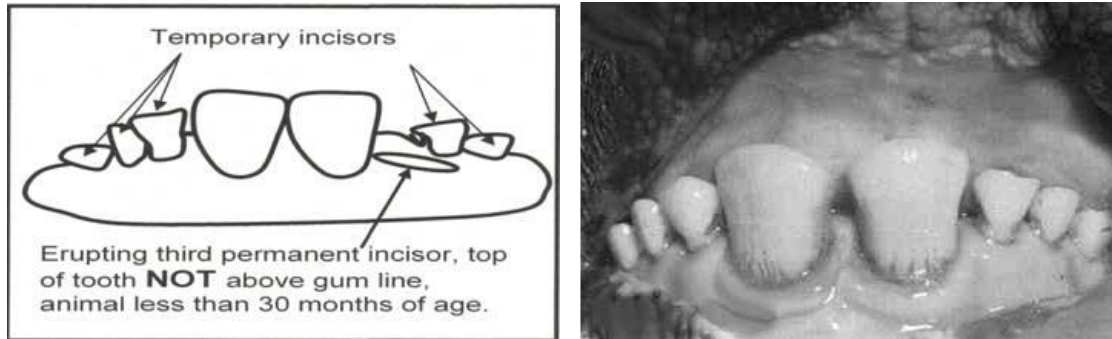 Temporary incisors
Erupting third permanent incisor, top
of tooth NOT above gum line,
animal less than 30 months of age.